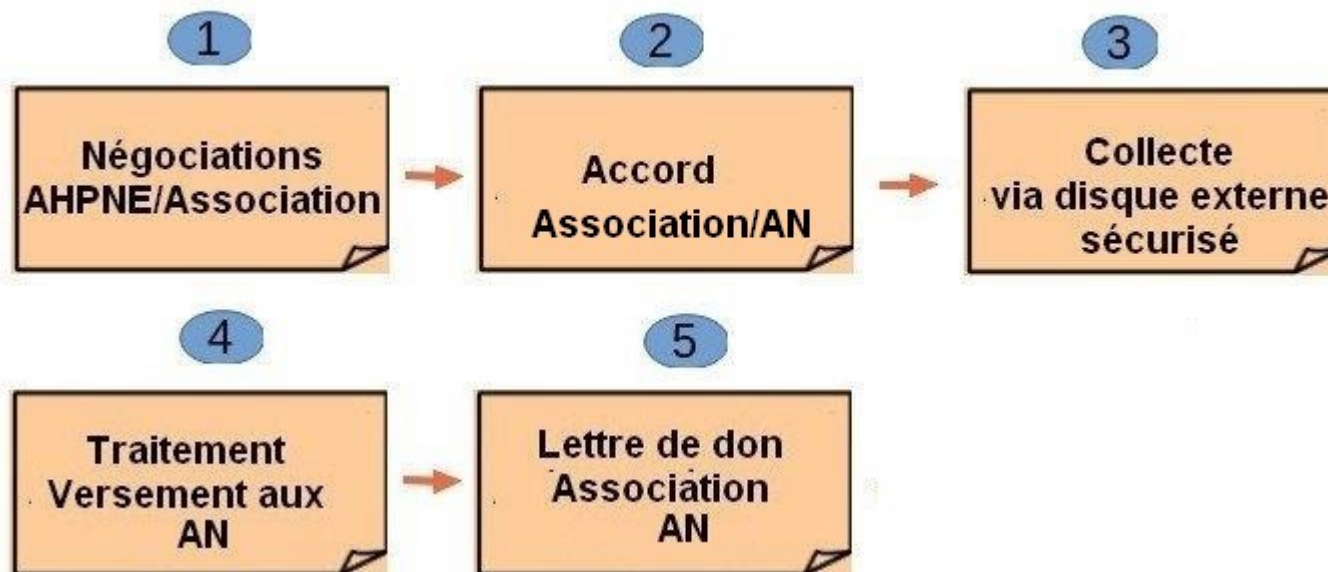 1
Négociations
AHPNE/Association
2
Accord
Association/AN
3
Collecte
via disque externe
sécurisé
4
Traitement
Versement aux
AN
5
Lettre de don
Association
AN